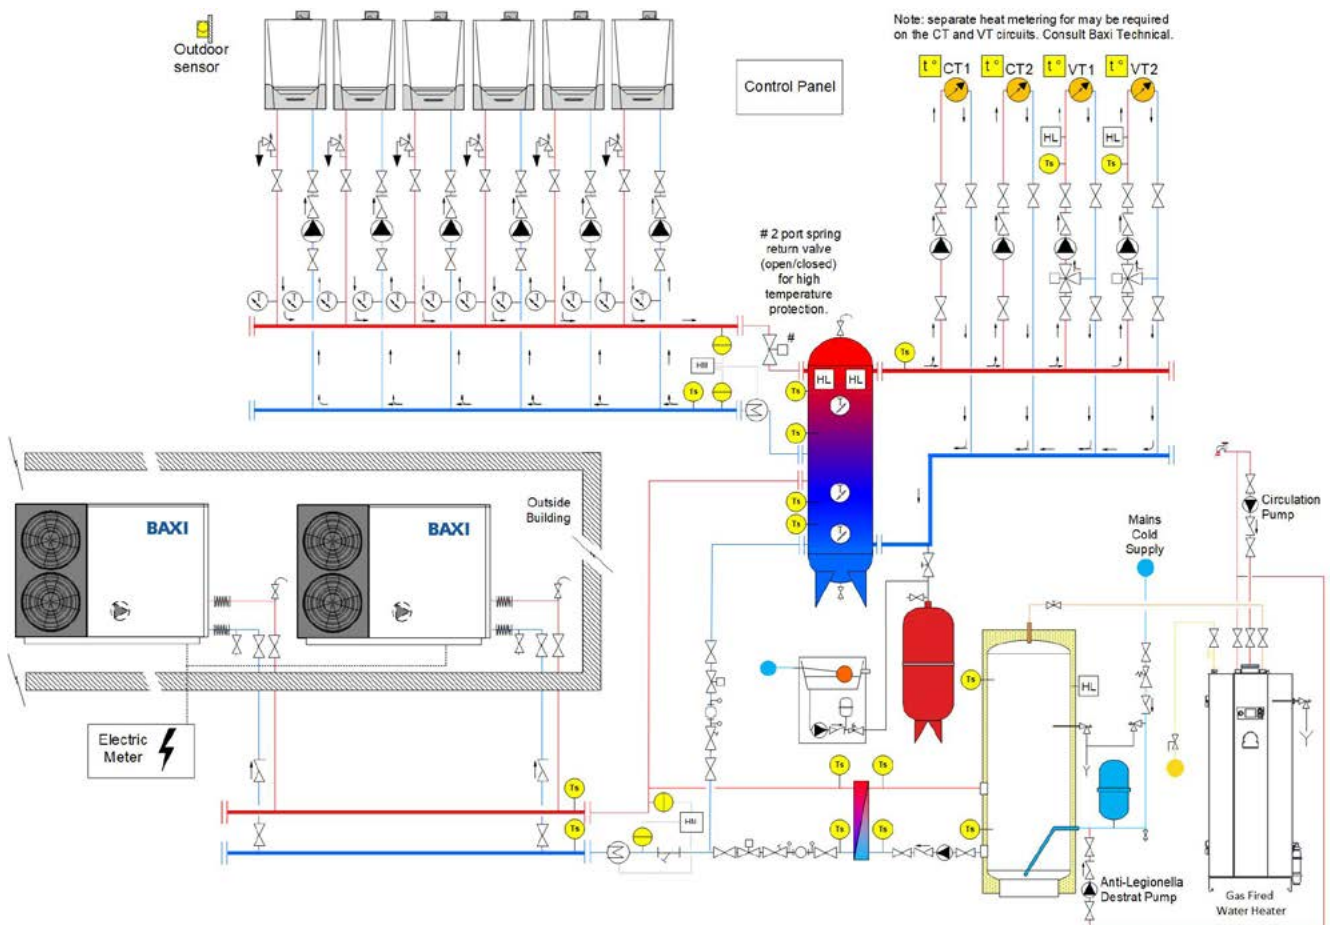 Note: separate heat metering for may be required
on the CT and VT circuits. Consult Baxi Technical.
Outdoor
sensor
Control Panel
t° CT1 t° CT2 t° VT1 t° VT2
HL HL
Ts Ts
# 2 port spring
return valve
(open/closed)
for high
temperature
protection.
#
Ts
HM
HL HL
Ts
Ts
T
M
Ts
Ts
T
Ts
T
Outside
Building
BAXI
BAXI
Circulation
Pump
Mains
Cold
Supply
Ts
HL
Electric
Meter
Ts Ts
Ts
HM
Ts
Ts Ts
Ts
M
Anti-Legionella
Destrat Pump
Gas Fired
Water Heater